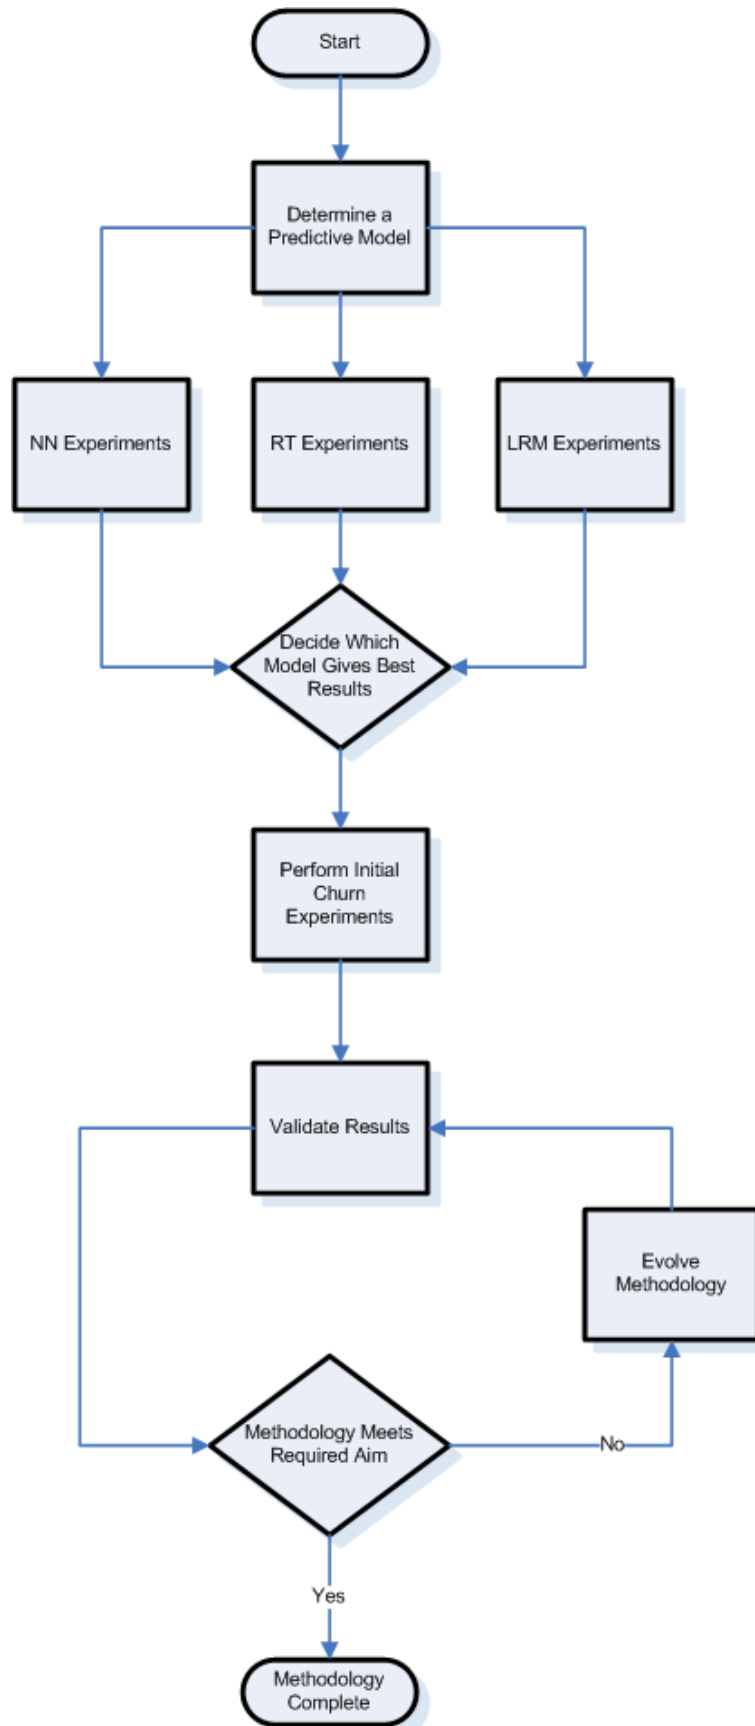 Start
Determine a
Predictive Model
NN Experiments
RT Experiments
LRM Experiments
Decide Which
Model Gives Best
Results
Perform Initial
Churn
Experiments
Validate Results
Evolve
Methodology
Methodology Meets
Required Aim
No
Yes
Methodology
Complete